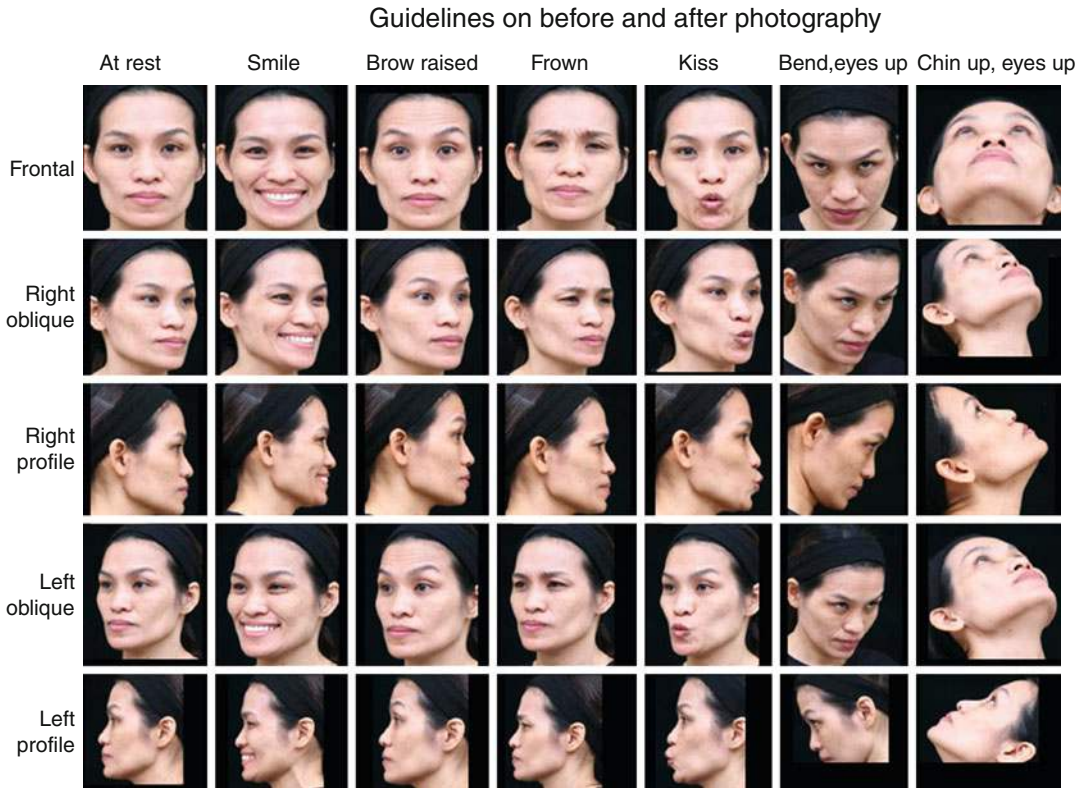 Guidelines on before and after photography
At rest
Smile
Brow raised
Frown
Kiss
Bend,eyes up
Chin up, eyes up
Frontal
Right
oblique
Right
profile
Left
oblique
Left
profile